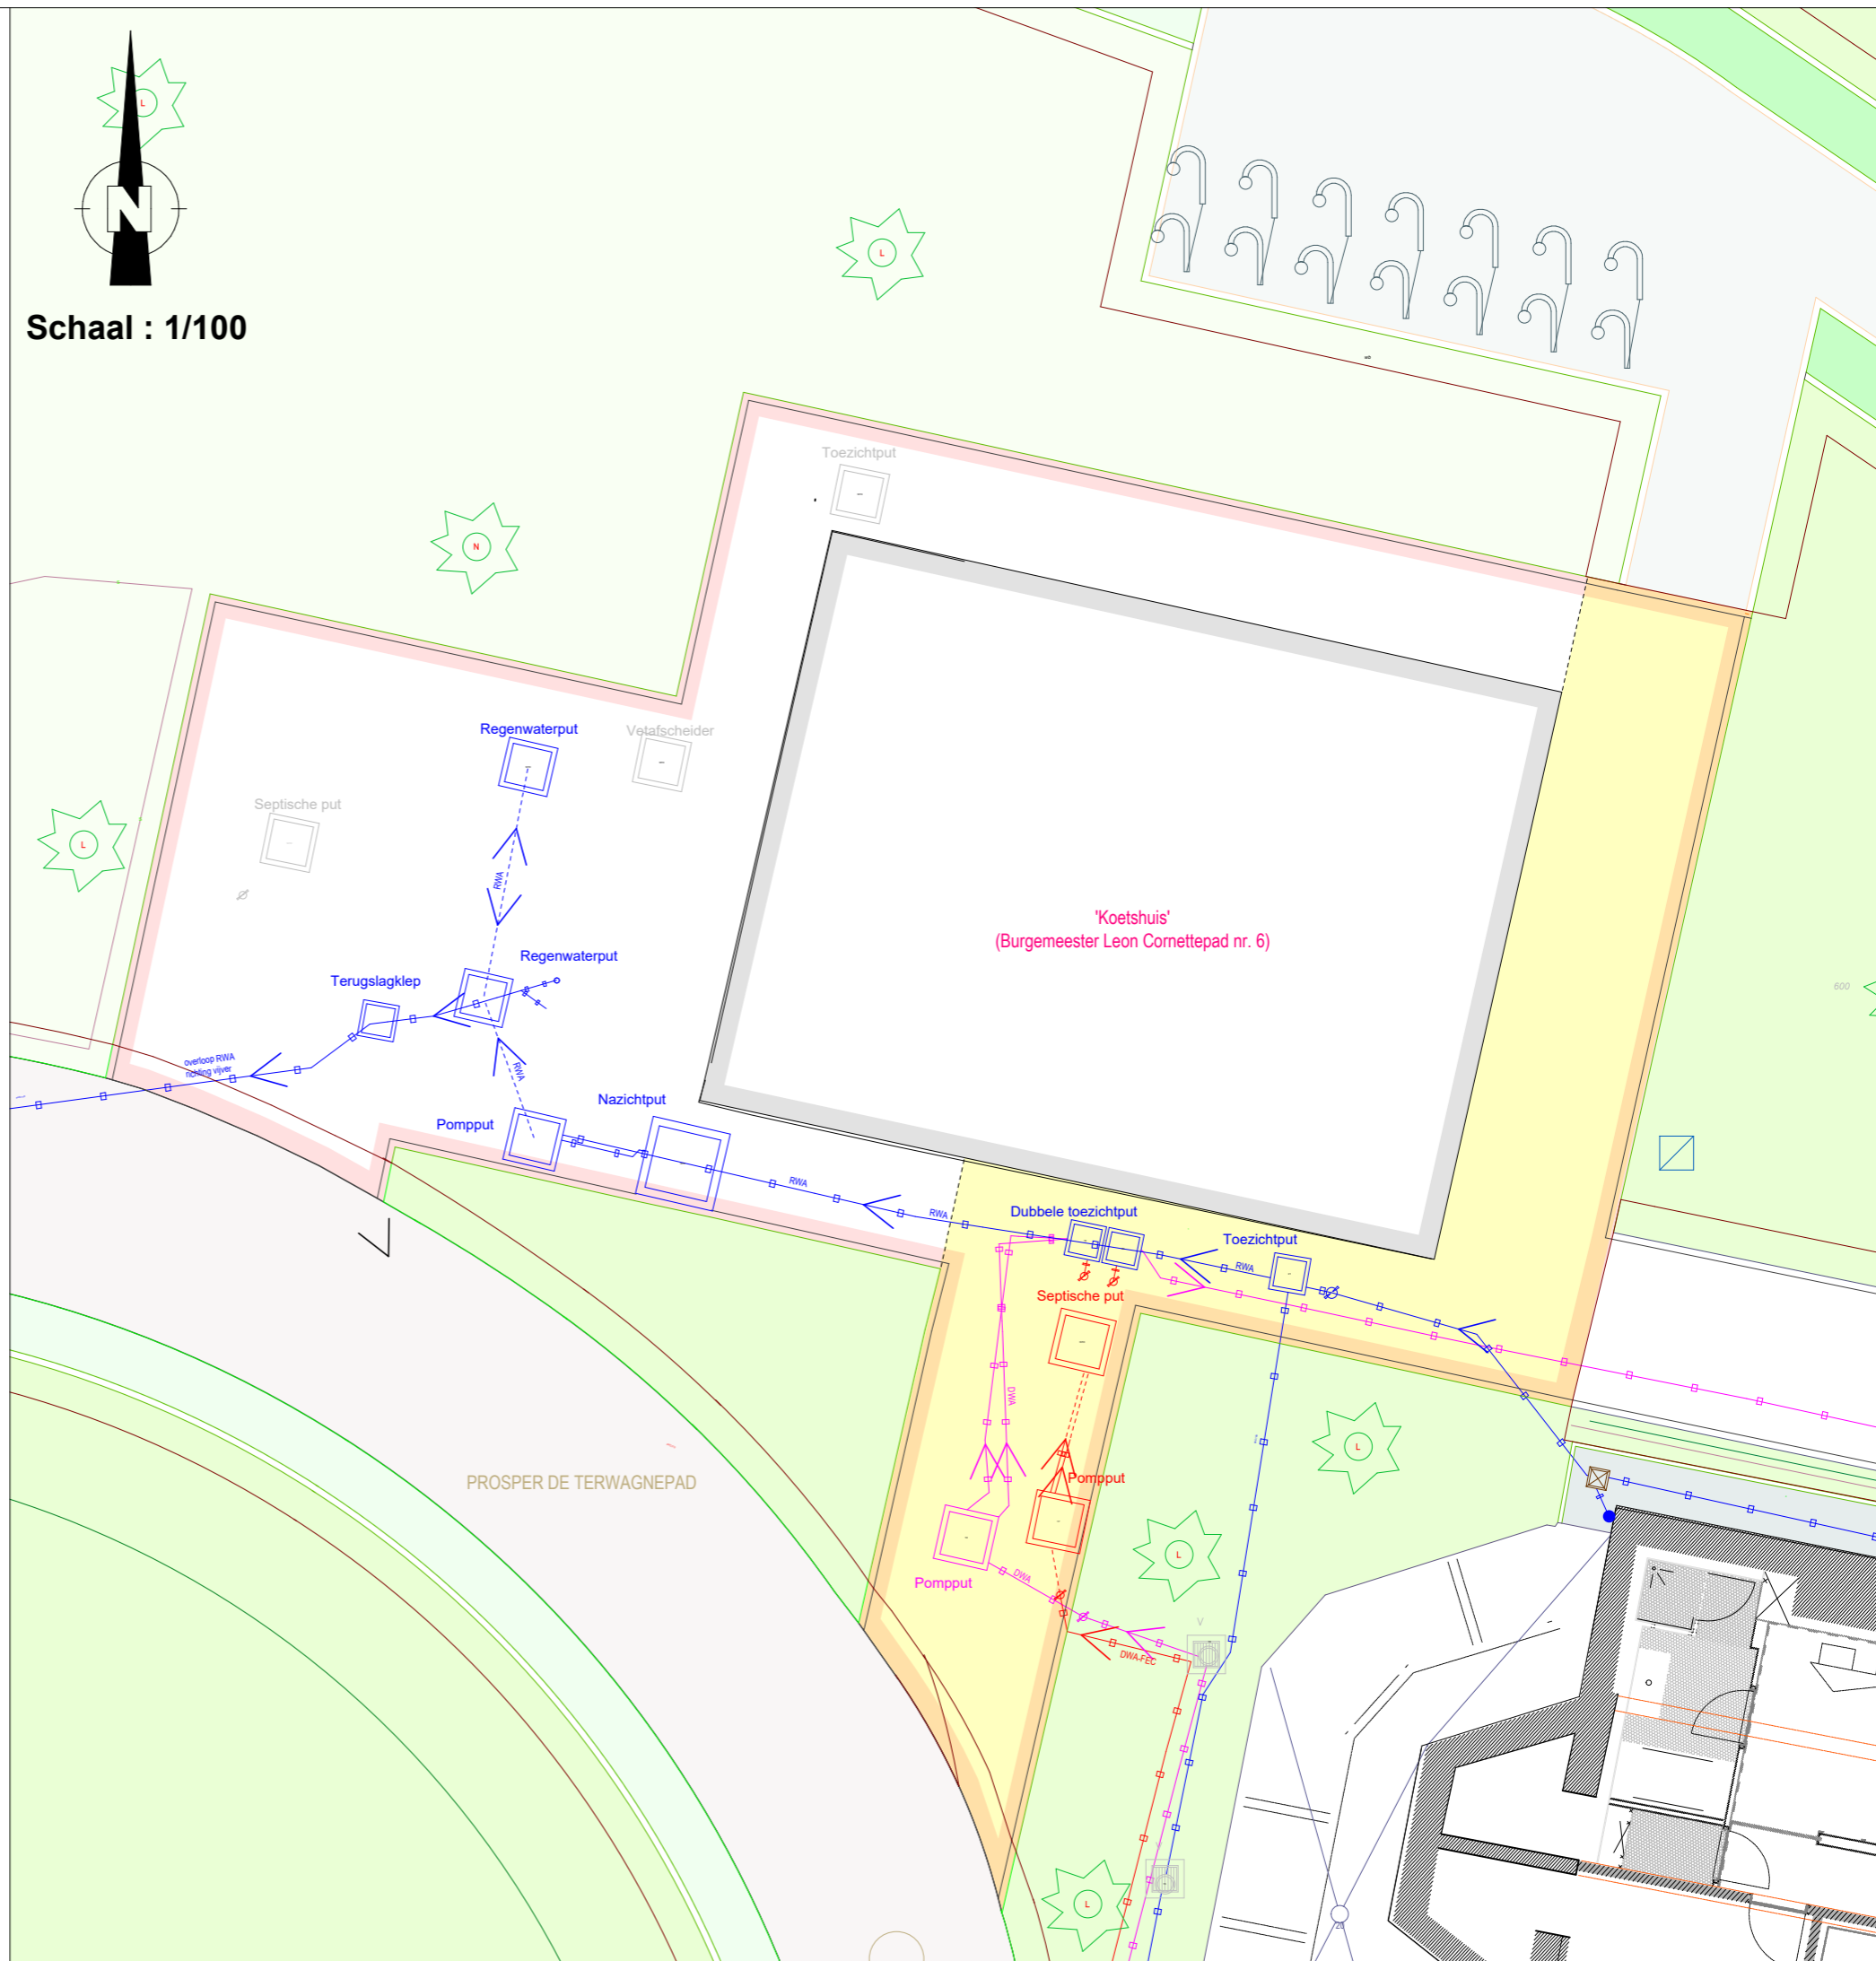 L
N
Schaal : 1/100
L
Toezichtput
N
Regenwaterput
Vetafscheider
Septische put
L
RWA
'Koetshuis'
(Burgemeester Leon Cornettepad nr. 6)
Regenwaterput
Terugslagklep
600
overloop RWA
richting vijver
RWA
Nazichtput
Pompput
RWA
RWA
Dubbele toezichtput
Toezichtput
RWA
Septische put
DWA
L
PROSPER DE TERWAGNEPAD
Pompput
L
Pompput
DWA
V
DWA-FEC
L
20